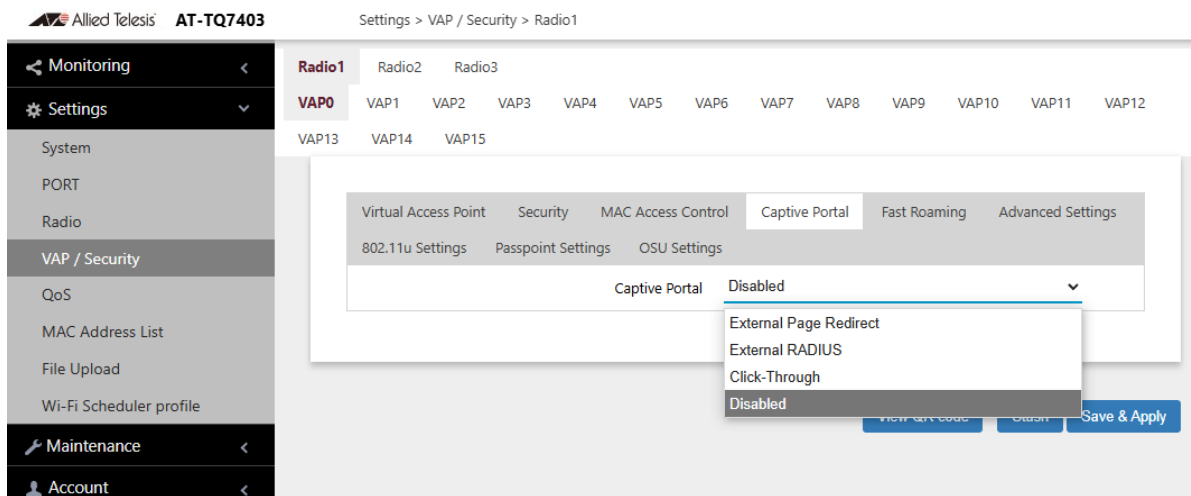 Allied Telesis AT-TQ7403 Settings > VAP / Security > Radio1
Monitoring
Radio1 Radio2 Radio3
Settings
VAP0 VAP1 VAP2 VAP3 VAP4 VAP5 VAP6 VAP7 VAP8 VAP9 VAP10 VAP11 VAP12
VAP13 VAP14 VAP15
System
PORT
Radio
VAP / Security
QoS
MAC Address List
File Upload
Wi-Fi Scheduler profile
Maintenance
Account
Virtual Access Point Security MAC Access Control Captive Portal Fast Roaming Advanced Settings
802.11u Settings Passpoint Settings OSU Settings
Captive Portal Disabled
External Page Redirect
External RADIUS
Click-Through
Disabled
View QR code Stash Save & Apply